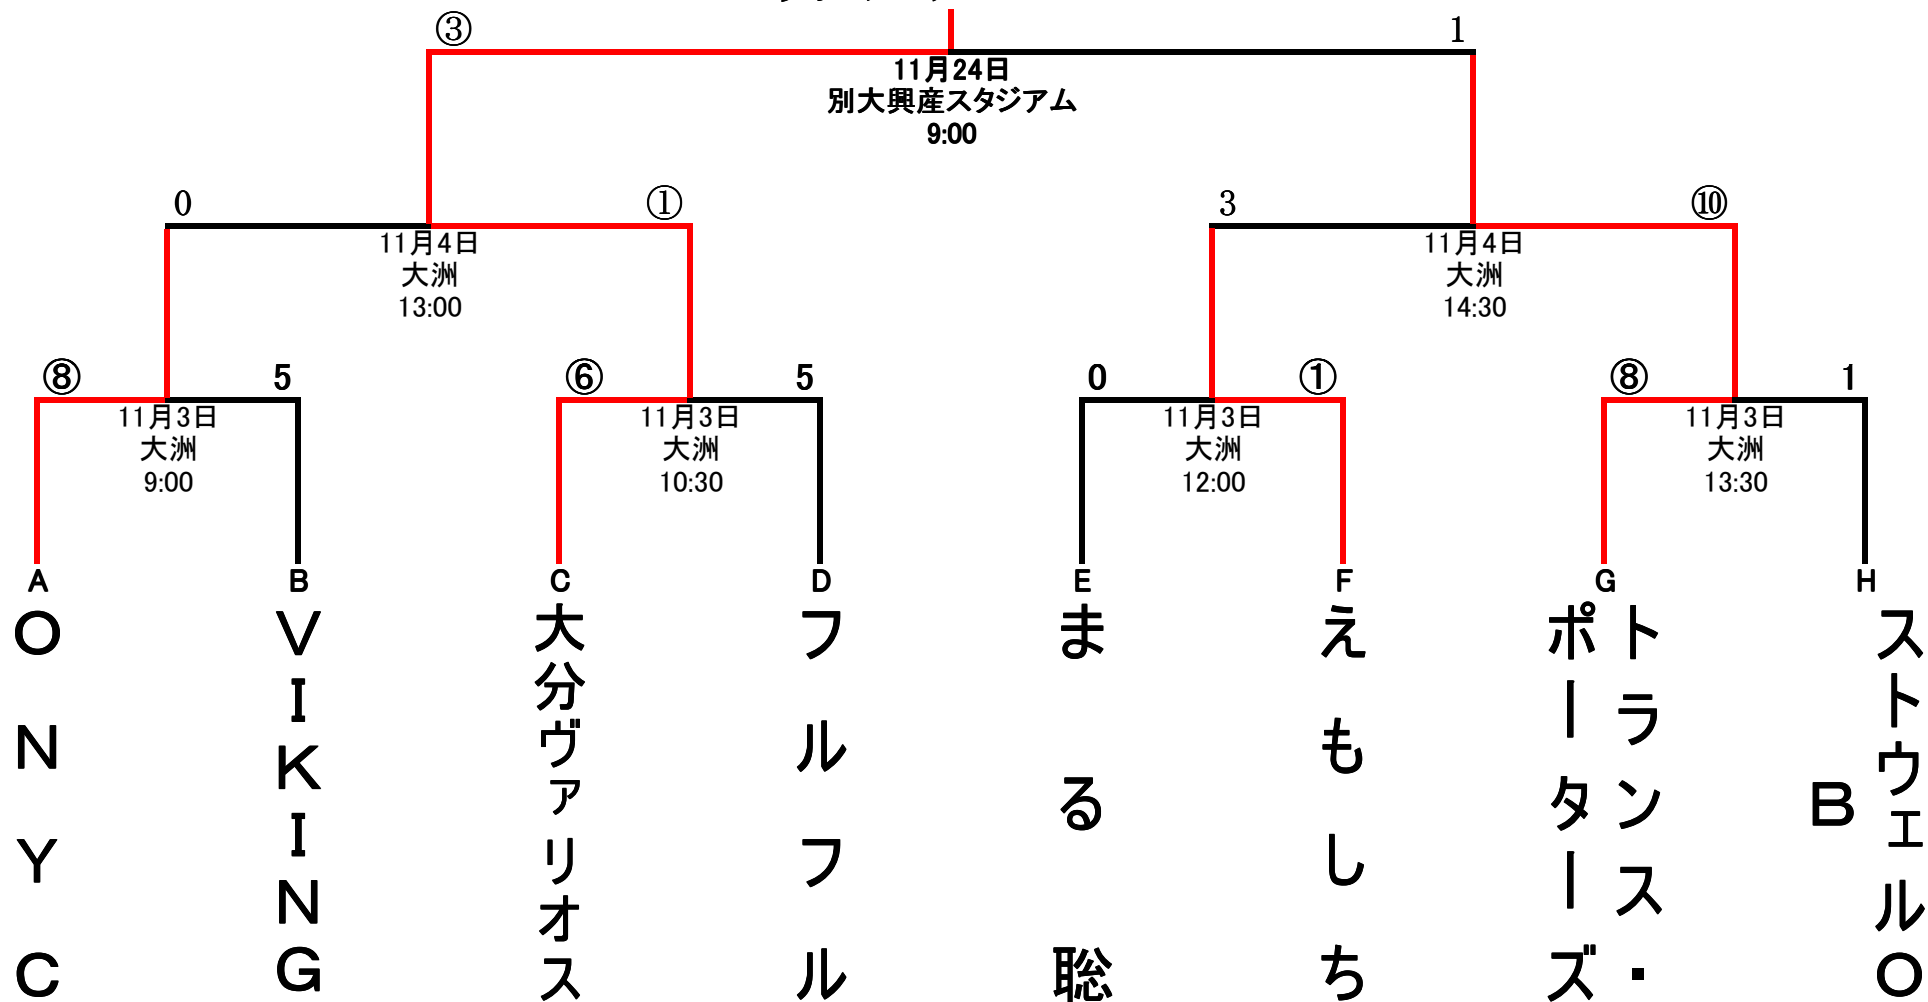 ③ 1
11月24日
別大興産スタジアム
9:00
0 ① 3 ⑩
11月4日
大洲
13:00
11月4日
大洲
14:30
⑧ 5 ⑥ 5 0 ① ⑧ 1
11月3日
大洲
9:00
11月3日
大洲
10:30
11月3日
大洲
12:00
11月3日
大洲
13:30
A B C D E F G H
ONYC
VIKING
大分ヴァリオス
フルフル
まる聡
えもしち
トランス・
ポーターズ
ストウェルO
B